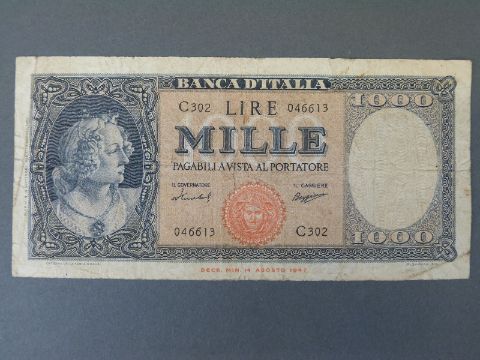 BANCA D'ITALIA
C302 LIRE 046613
1000
MILLE
PAGABILI A VISTA AL PORTATORE
IL GOVERNATORE IL CASSIERE
046613 C302
1000
DECR. MIN. 14 AGOSTO 1947